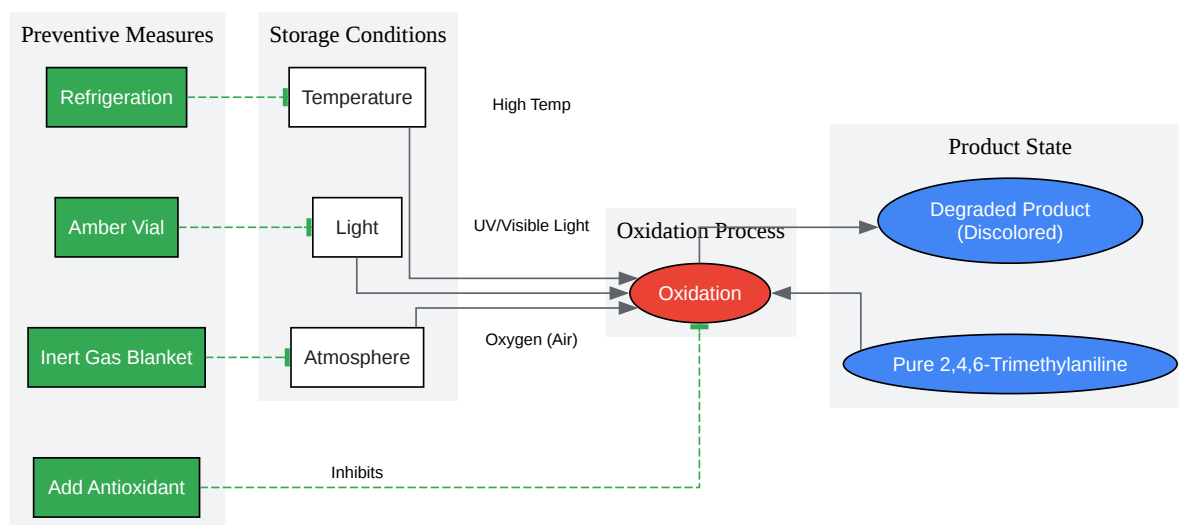 Preventive Measures
Refrigeration
Amber Vial
Inert Gas Blanket
Add Antioxidant
Storage Conditions
Temperature
Light
Atmosphere
High Temp
UV/Visible Light
Oxygen (Air)
Inhibits
Oxidation Process
Oxidation
Product State
Degraded Product
(Discolored)
Pure 2,4,6-Trimethylaniline